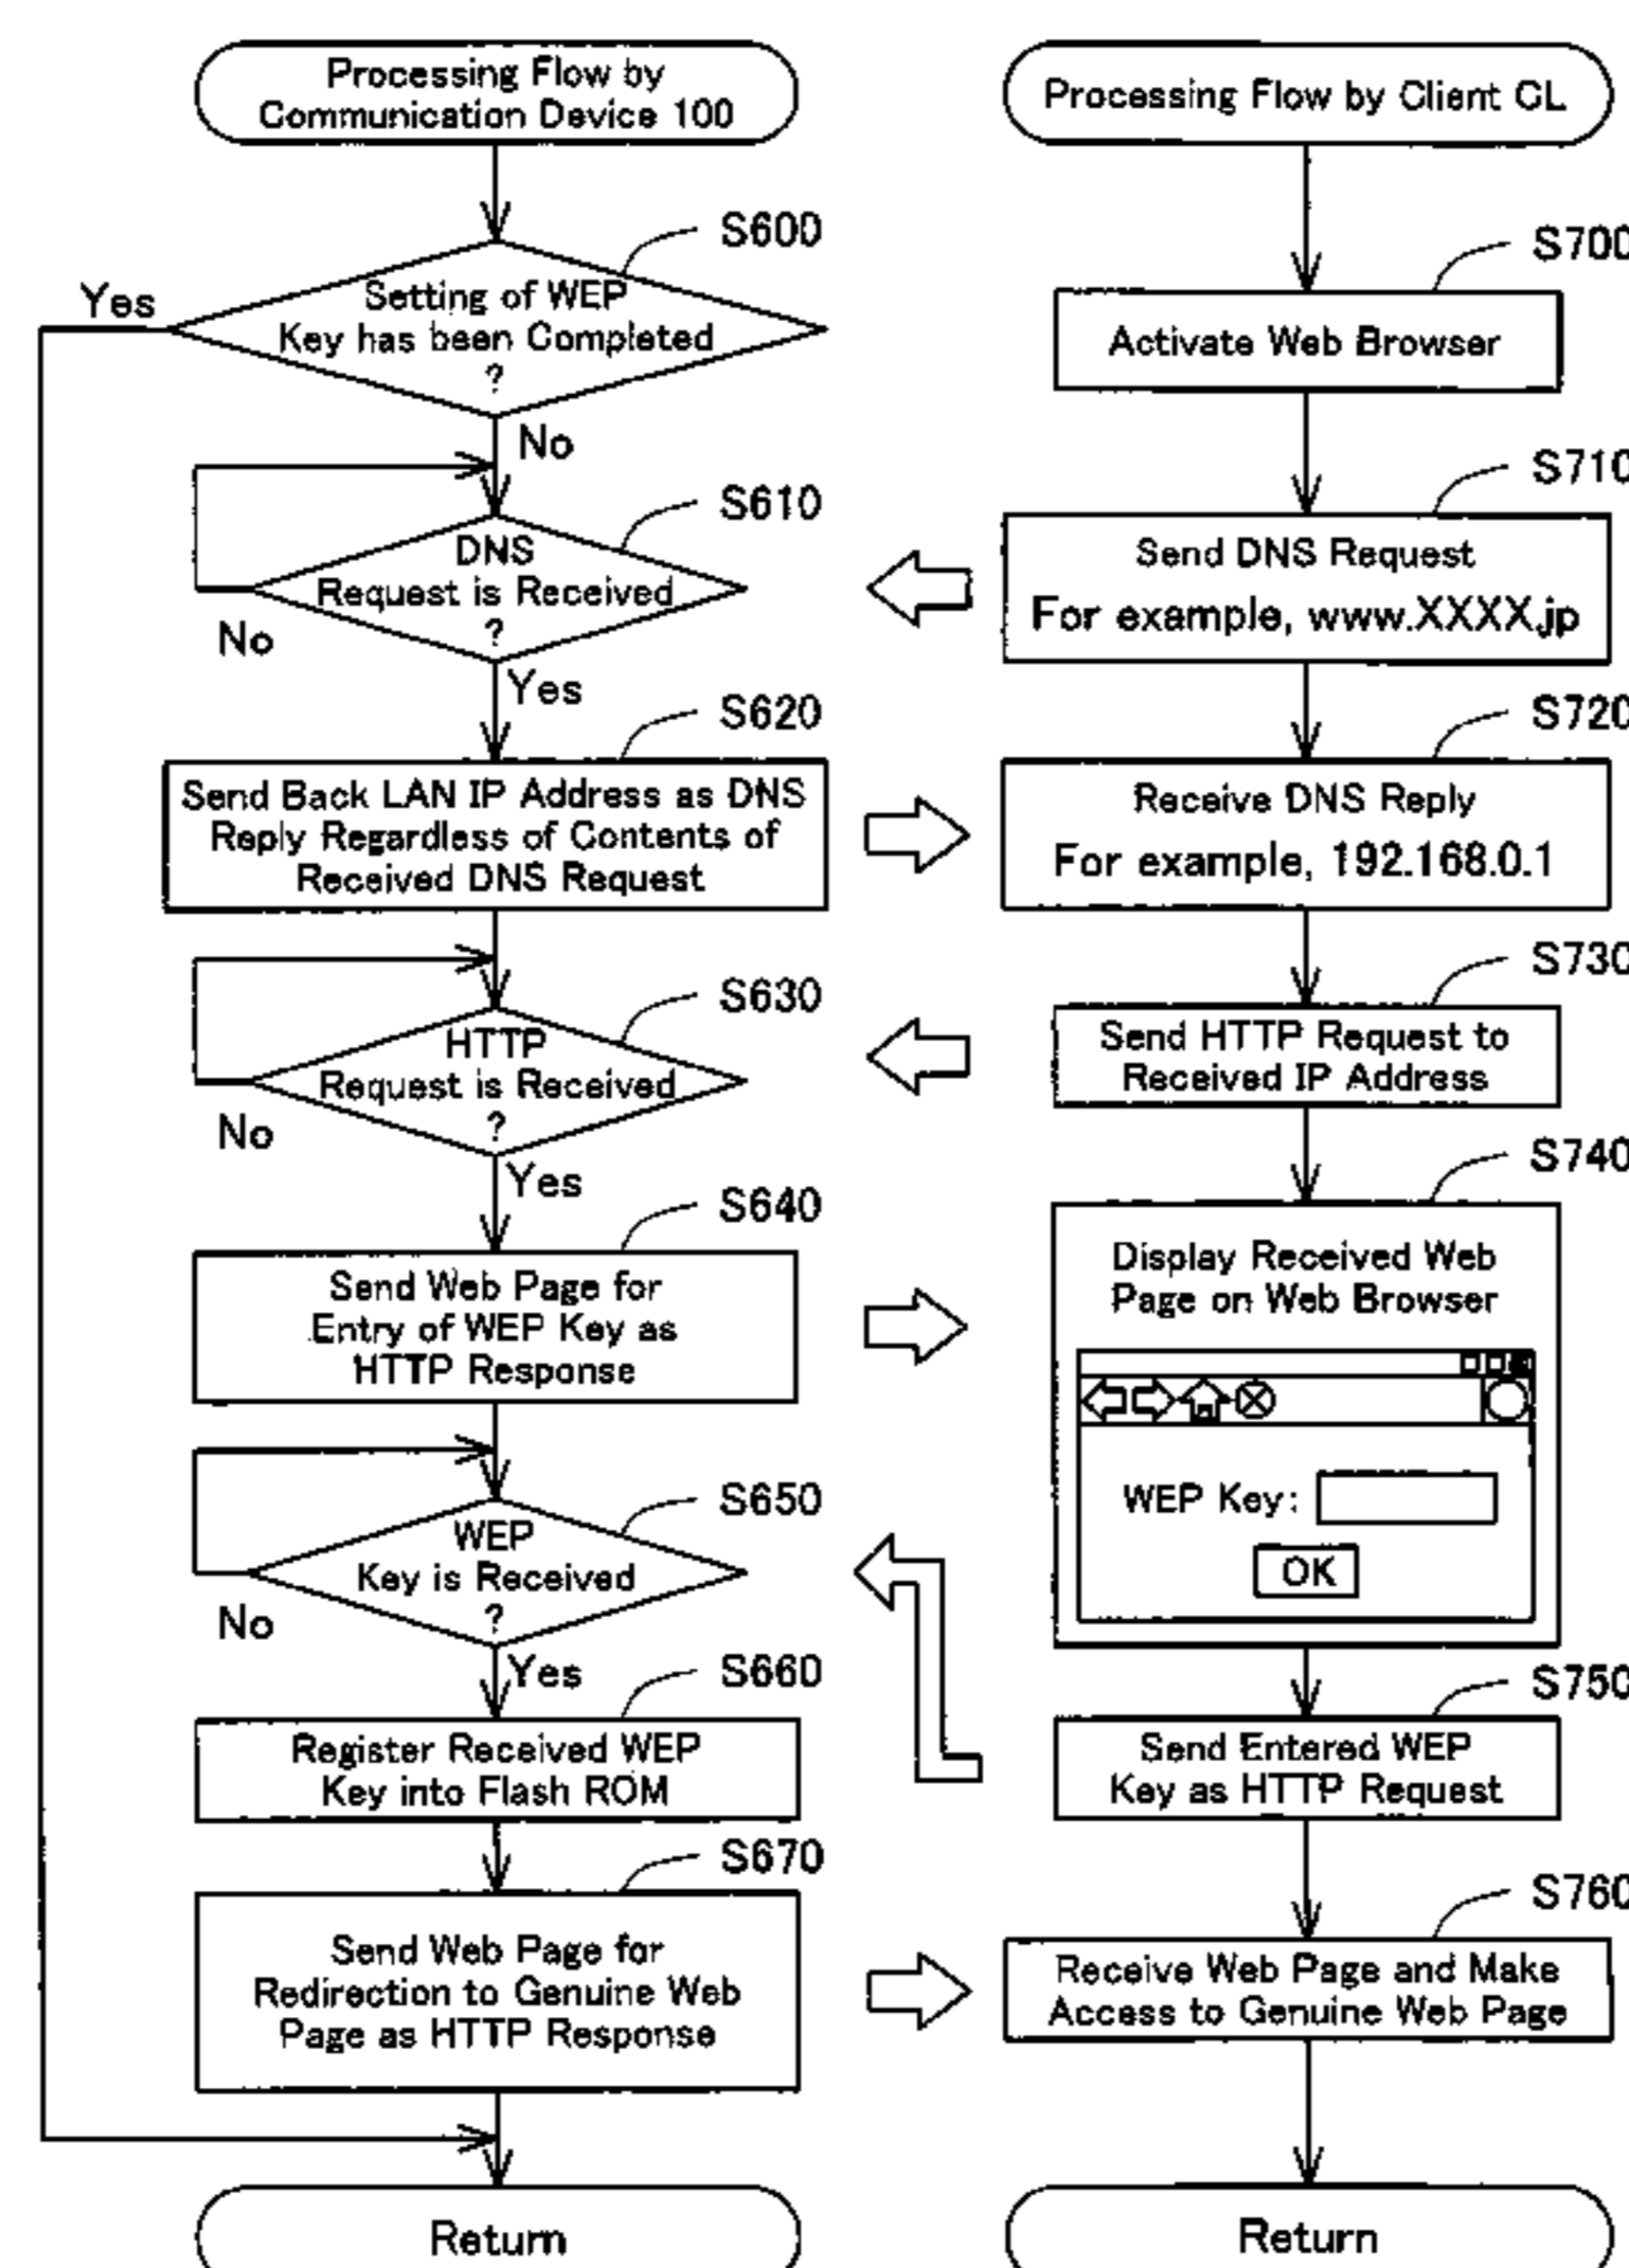 Processing Flow by
Communication Device 100
S600
Setting of WEP
Key has been Completed
?
Yes
No
S610
DNS
Request is Received
?
No
Yes
S620
Send Back LAN IP Address as DNS
Reply Regardless of Contents of
Received DNS Request
S630
HTTP
Request is Received
?
No
Yes
S640
Send Web Page for
Entry of WEP Key as
HTTP Response
S650
WEP
Key is Received
?
No
Yes
S660
Register Received WEP
Key into Flash ROM
S670
Send Web Page for
Redirection to Genuine Web
Page as HTTP Response
Return
Processing Flow by Client CL
S700
Activate Web Browser
S710
Send DNS Request
For example, www.XXXX.jp
S720
Receive DNS Reply
For example, 192.168.0.1
S730
Send HTTP Request to
Received IP Address
S740
Display Received Web
Page on Web Browser
WEP Key:
OK
S750
Send Entered WEP
Key as HTTP Request
S760
Receive Web Page and Make
Access to Genuine Web Page
Return